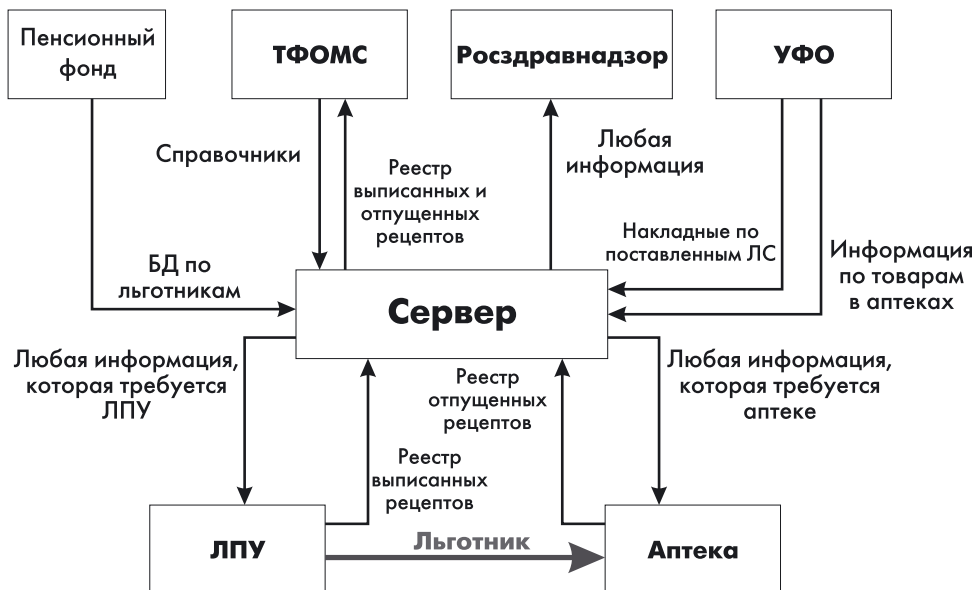 Пенсионный
фонд
ТФОМС
Росздравнадзор
УФО
Справочники
Реестр
выписанных и
отпущенных
рецептов
Любая
информация
Накладные по
поставленным ЛС
Информация
по товарам
в аптеках
БД по
льготникам
Сервер
Любая информация,
которая требуется
ЛПУ
Реестр
выписанных
рецептов
Реестр
отпущенных
рецептов
Любая информация,
которая требуется
аптеке
ЛПУ
Льготник
Аптека